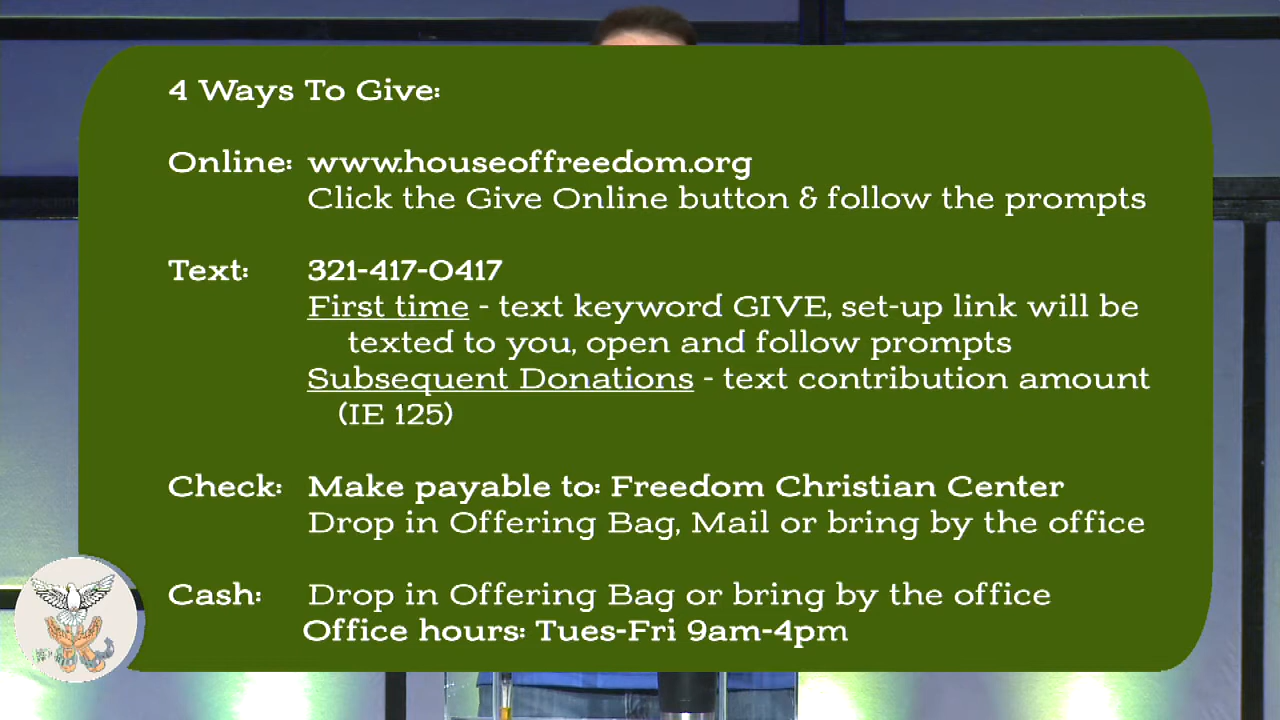 4 Ways To Give:
Online: www.houseoffreedom.org
Click the Give Online button & follow the prompts
Text: 321-417-0417
First time - text keyword GIVE, set-up link will be
texted to you, open and follow prompts
Subsequent Donations - text contribution amount
(IE 125)
Check: Make payable to: Freedom Christian Center
Drop in Offering Bag, Mail or bring by the office
Cash: Drop in Offering Bag or bring by the office
Office hours: Tues-Fri 9am-4pm